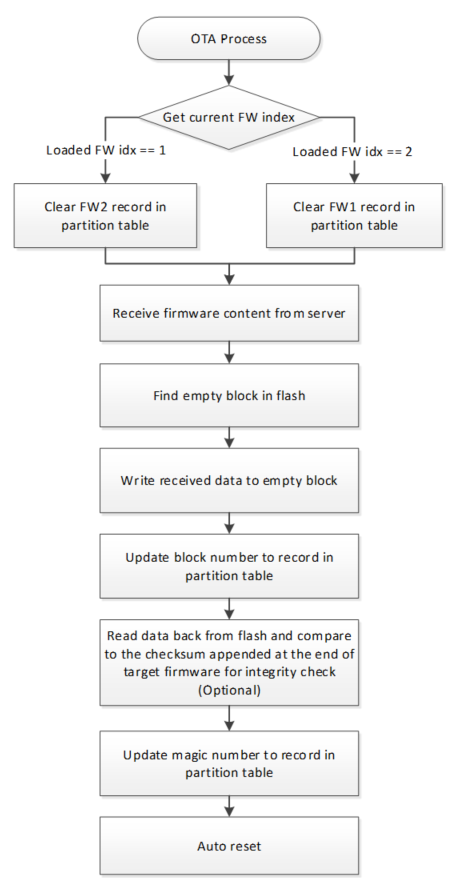 OTA Process
Get current FW index
Loaded FW idx == 1
Loaded FW idx == 2
Clear FW2 record in
partition table
Clear FW1 record in
partition table
Receive firmware content from server
Find empty block in flash
Write received data to empty block
Update block number to record in
partition table
Read data back from flash and compare
to the checksum appended at the end of
target firmware for integrity check
(Optional)
Update magic number to record in
partition table
Auto reset